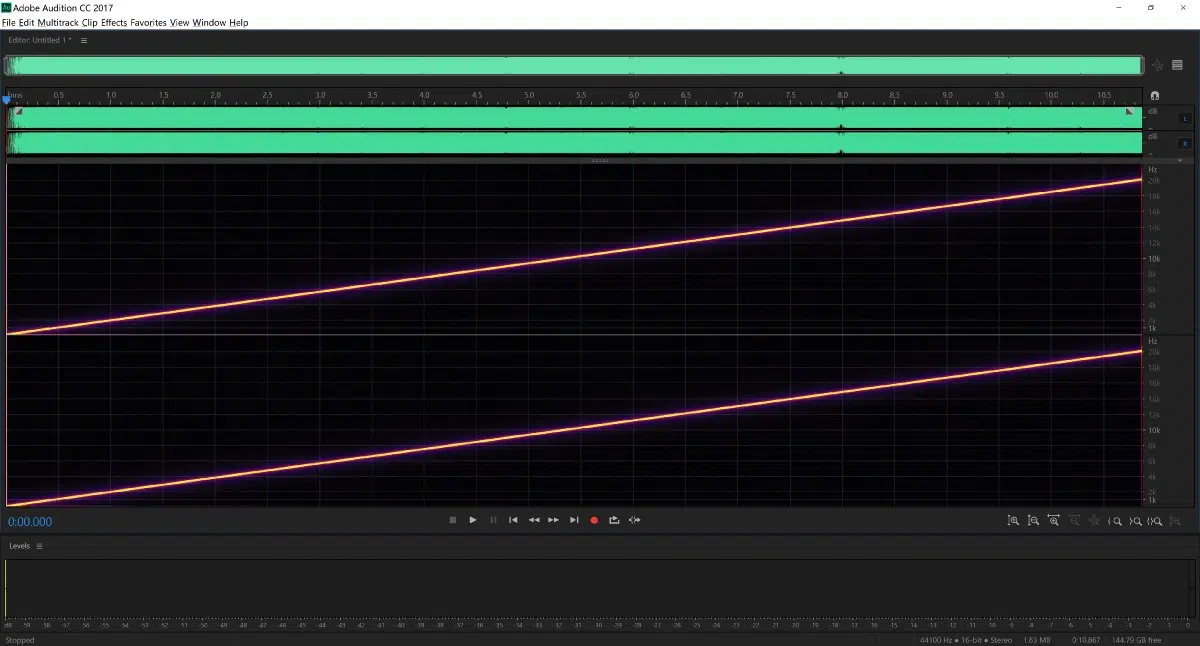 Au Adobe Audition CC 2017
File Edit Multitrack Clip Effects Favorites View Window Help
Editor: Untitled 1 *
hms 0.5 1.0 1.5 2.0 2.5 3.0 3.5 4.0 4.5 5.0 5.5 6.0 6.5 7.0 7.5 8.0 8.5 9.0 9.5 10.0 10.5
dB
L
dB
R
Hz
20k
18k
16k
14k
12k
10k
8k
6k
4k
2k
1k
Hz
20k
18k
16k
14k
12k
10k
8k
6k
4k
2k
1k
0:00.000
Levels
dB -59 -58 -57 -56 -55 -54 -53 -52 -51 -50 -49 -48 -47 -46 -45 -44 -43 -42 -41 -40 -39 -38 -37 -36 -35 -34 -33 -32 -31 -30 -29 -28 -27 -26 -25 -24 -23 -22 -21 -20 -19 -18 -17 -16 -15 -14 -13 -12 -11 -10 -9 -8 -7 -6 -5 -4 -3 -2 -1 0
Stopped 44100 Hz ● 16-bit ● Stereo 1.83 MB 0:10.867 144.79 GB free